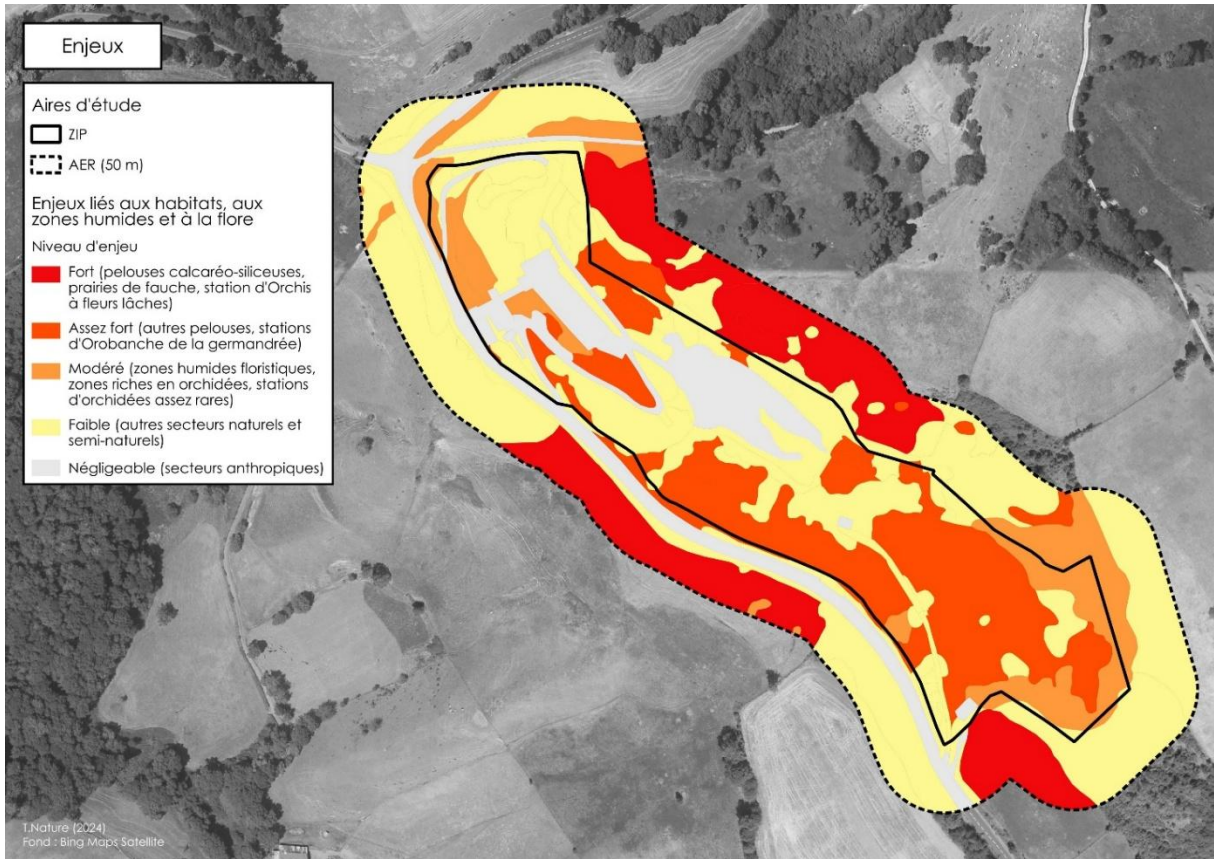 Enjeux
Aires d'étude
ZIP
AER (50 m)
Enjeux liés aux habitats, aux
zones humides et à la flore
Niveau d'enjeu
Fort (pelouses calcaréo-siliceuses,
prairies de fauche, station d'Orchis
à fleurs lâches)
Assez fort (autres pelouses, stations
d'Orobanche de la germandrée)
Modéré (zones humides floristiques,
zones riches en orchidées, stations
d'orchidées assez rares)
Faible (autres secteurs naturels et
semi-naturels)
Négligeable (secteurs anthropiques)
T.Nature (2024)
Fond : Bing Maps Satellite